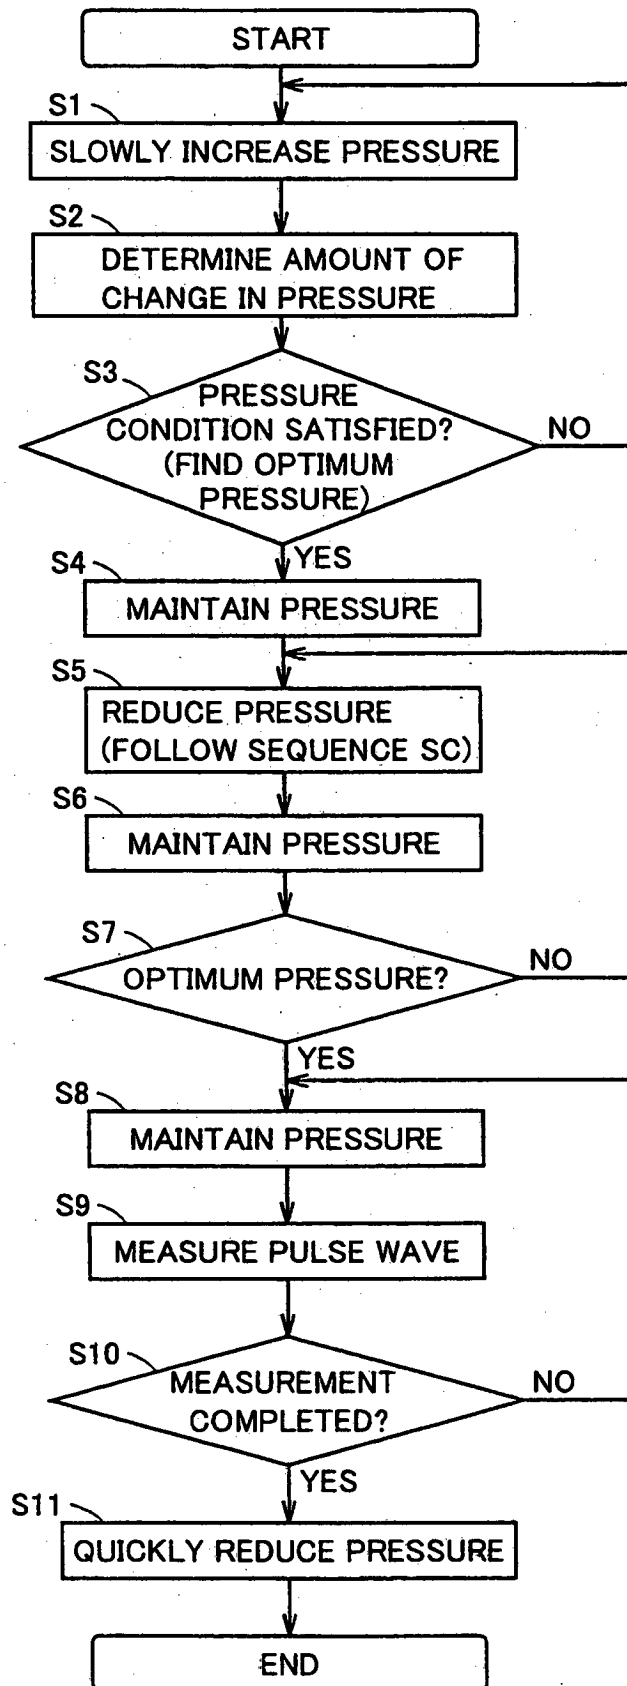 START
S1
SLOWLY INCREASE PRESSURE
S2
DETERMINE AMOUNT OF
CHANGE IN PRESSURE
S3
PRESSURE
CONDITION SATISFIED?
(FIND OPTIMUM
PRESSURE)
NO
YES
S4
MAINTAIN PRESSURE
S5
REDUCE PRESSURE
(FOLLOW SEQUENCE SC)
S6
MAINTAIN PRESSURE
S7
OPTIMUM PRESSURE?
NO
YES
S8
MAINTAIN PRESSURE
S9
MEASURE PULSE WAVE
S10
MEASUREMENT
COMPLETED?
NO
YES
S11
QUICKLY REDUCE PRESSURE
END